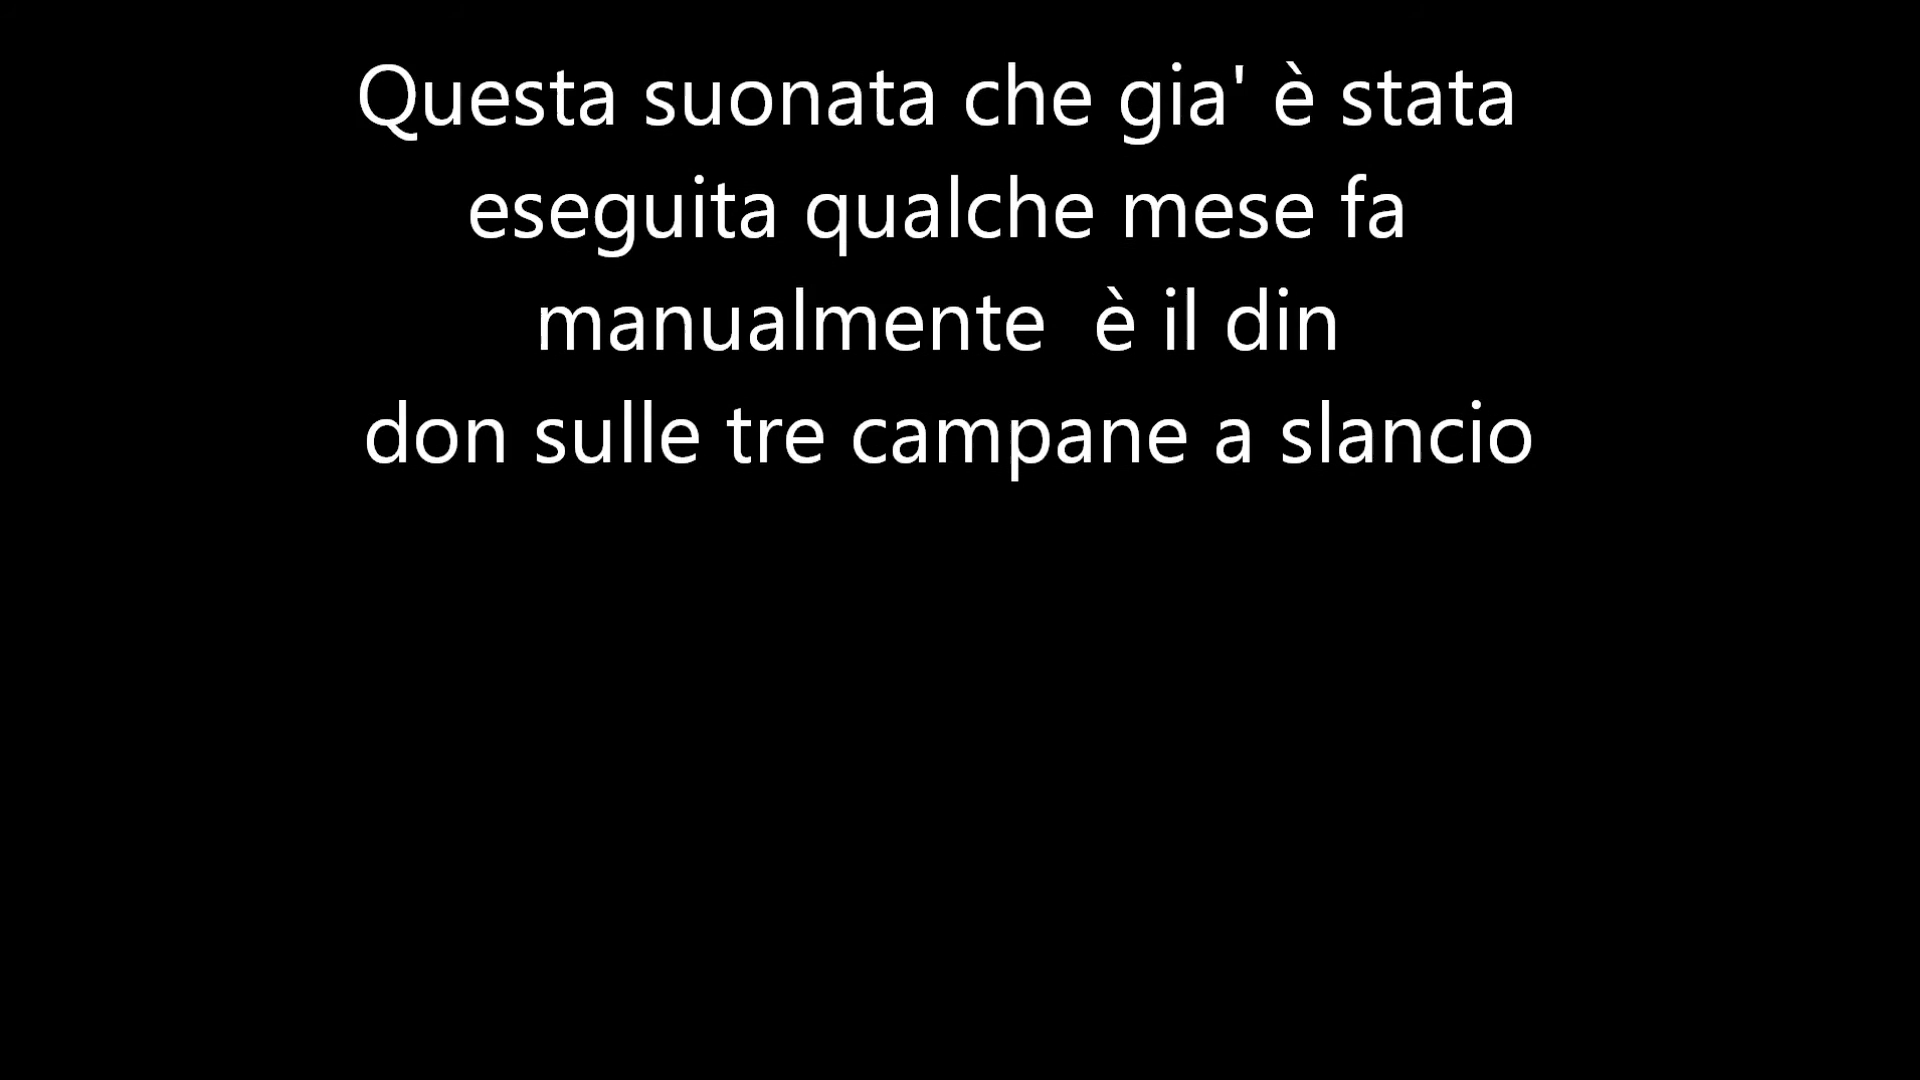 Questa suonata che gia' è stata
eseguita qualche mese fa
manualmente  è il din
don sulle tre campane a slancio